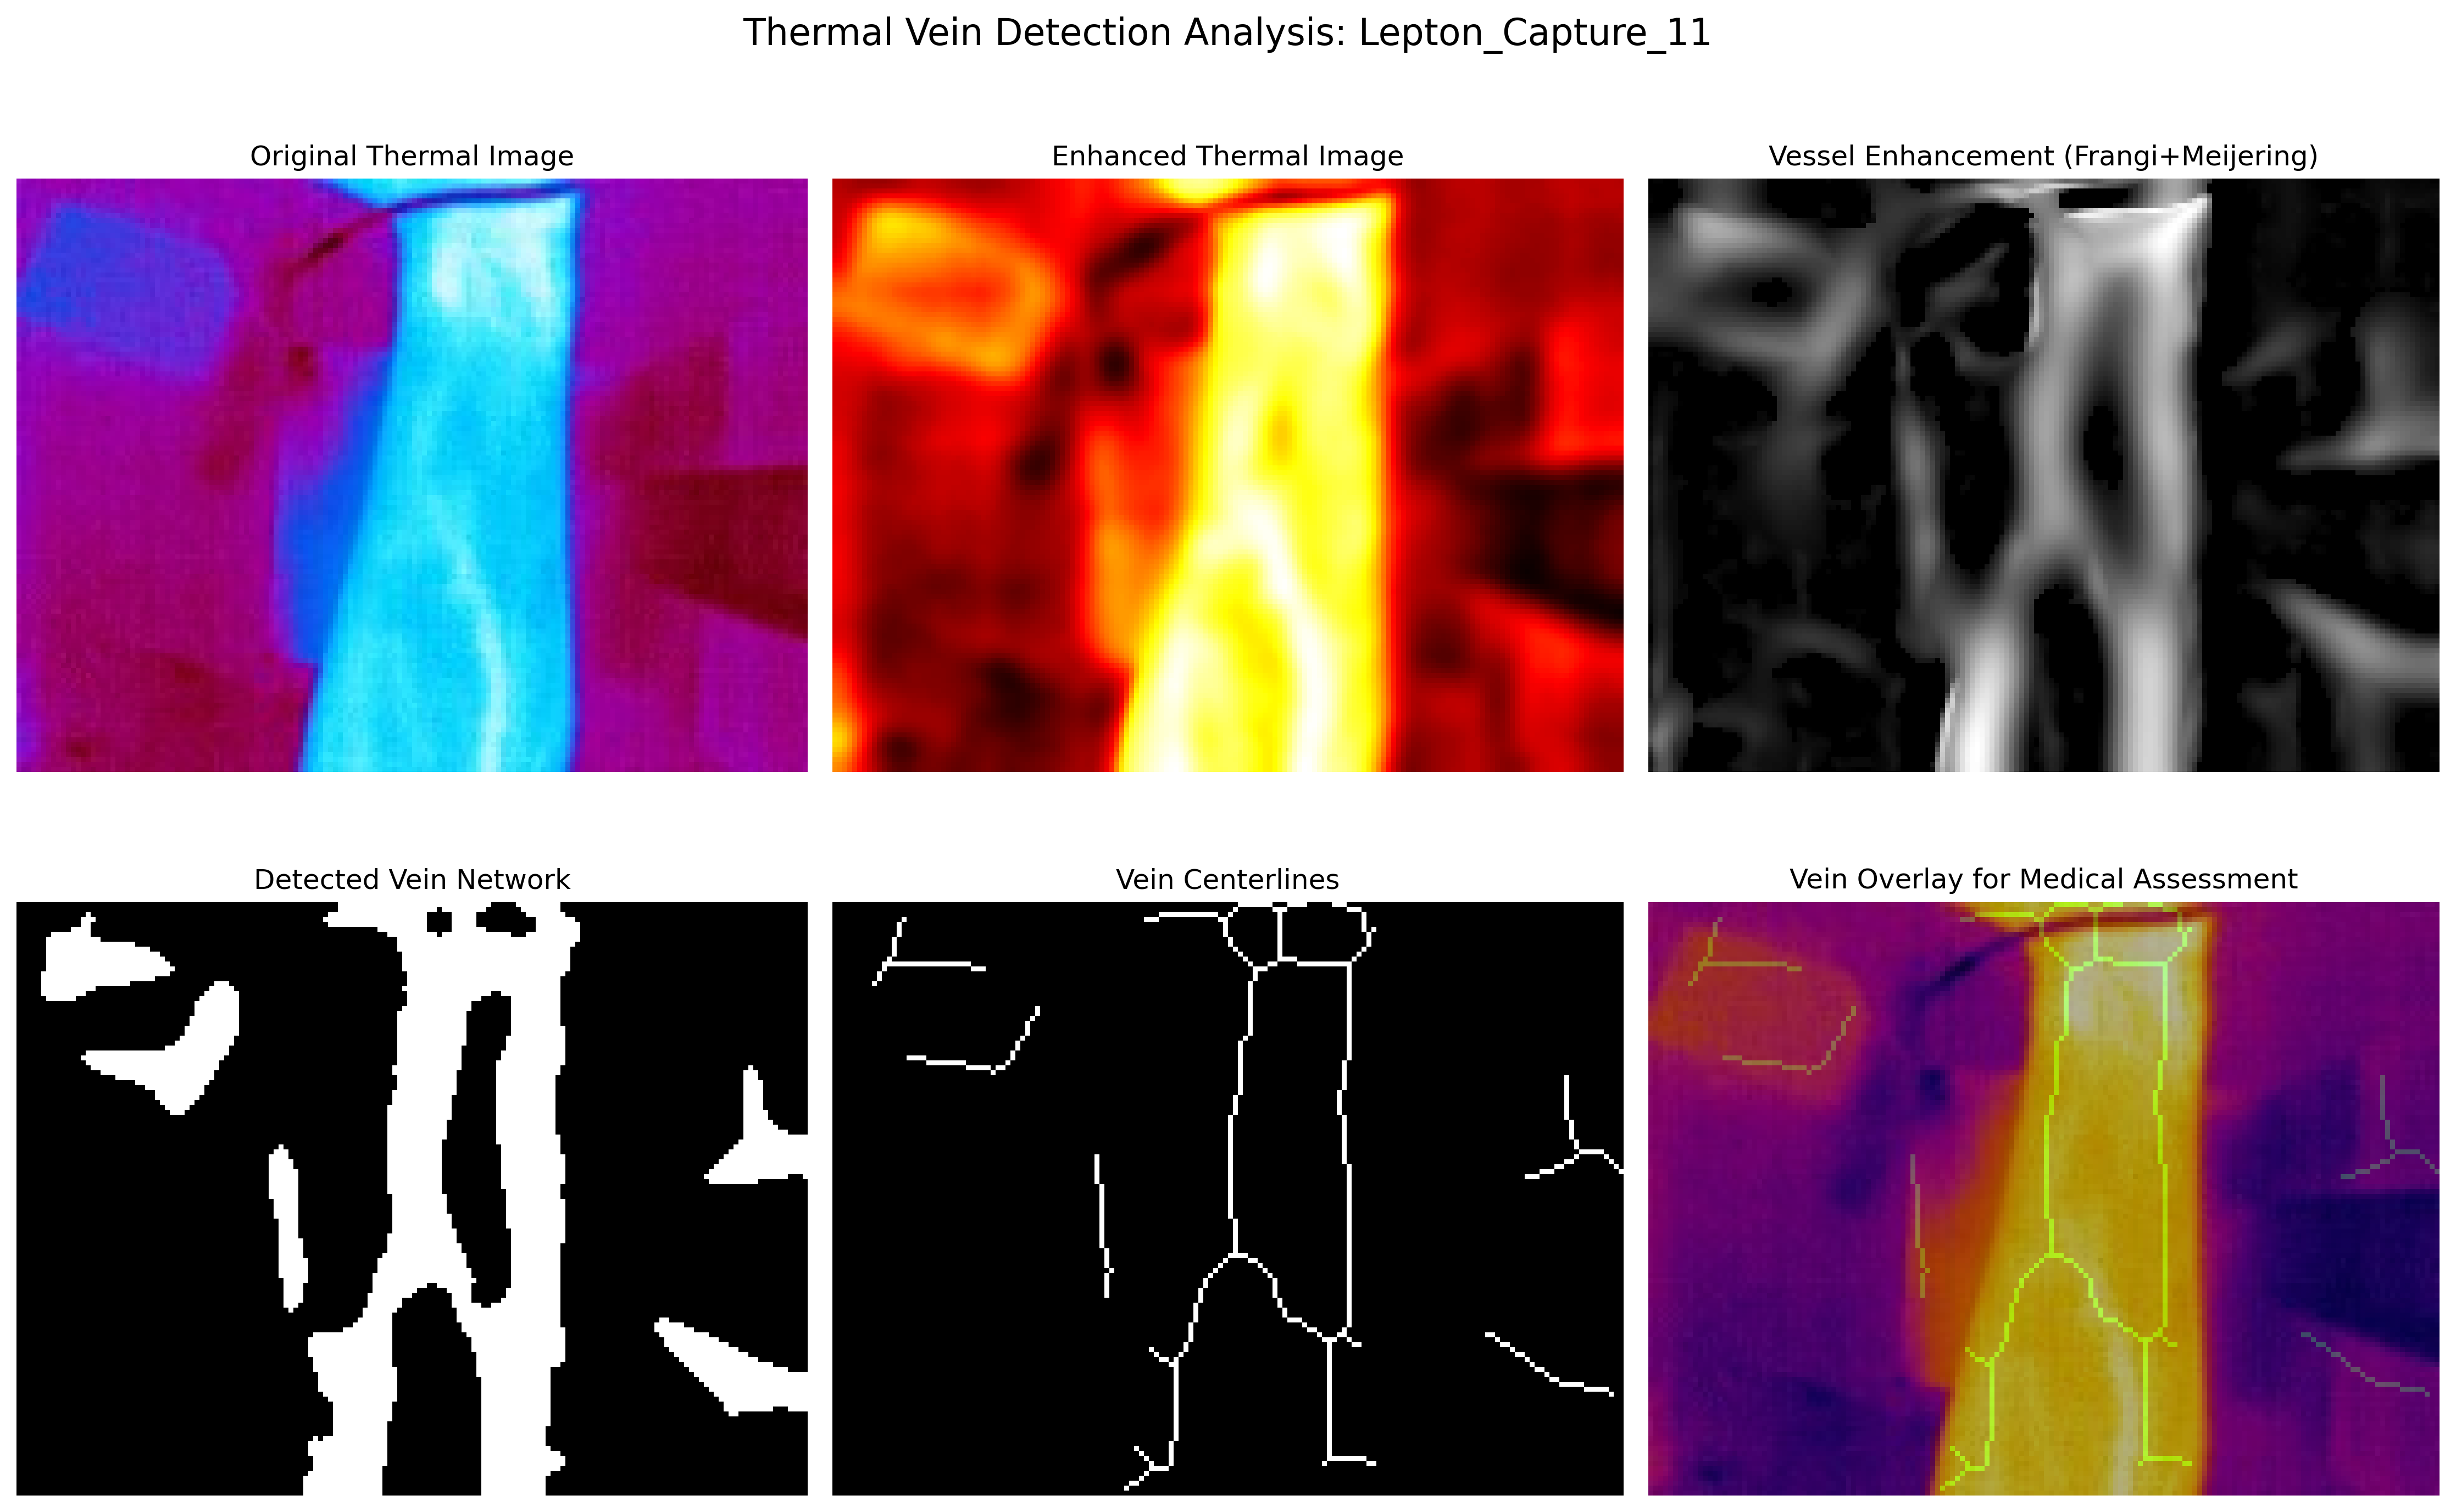 Thermal Vein Detection Analysis: Lepton_Capture_11
Original Thermal Image
Enhanced Thermal Image
Vessel Enhancement (Frangi+Meijering)
Detected Vein Network
Vein Centerlines
Vein Overlay for Medical Assessment